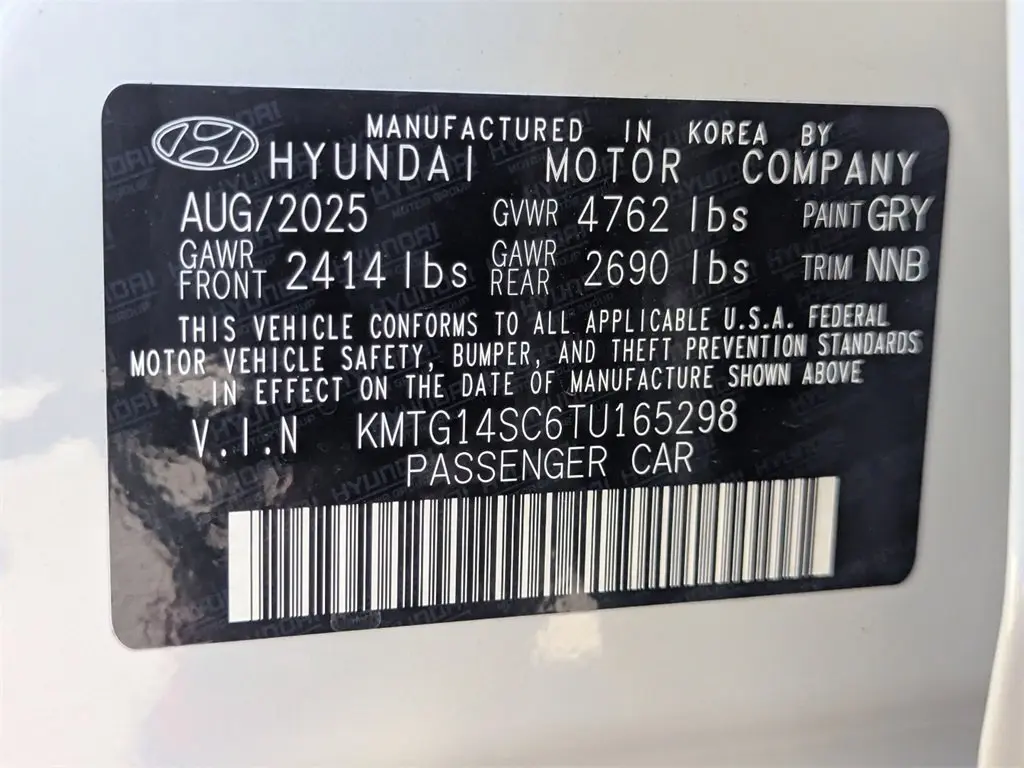 MANUFACTURED IN KOREA BY
HYUNDAI MOTOR COMPANY
AUG/2025 GVWR 4762 lbs PAINT GRY
GAWR FRONT 2414 lbs GAWR REAR 2690 lbs TRIM NNB
THIS VEHICLE CONFORMS TO ALL APPLICABLE U.S.A. FEDERAL
MOTOR VEHICLE SAFETY, BUMPER, AND THEFT PREVENTION STANDARDS
IN EFFECT ON THE DATE OF MANUFACTURE SHOWN ABOVE
V.I.N KMTG14SC6TU165298
PASSENGER CAR